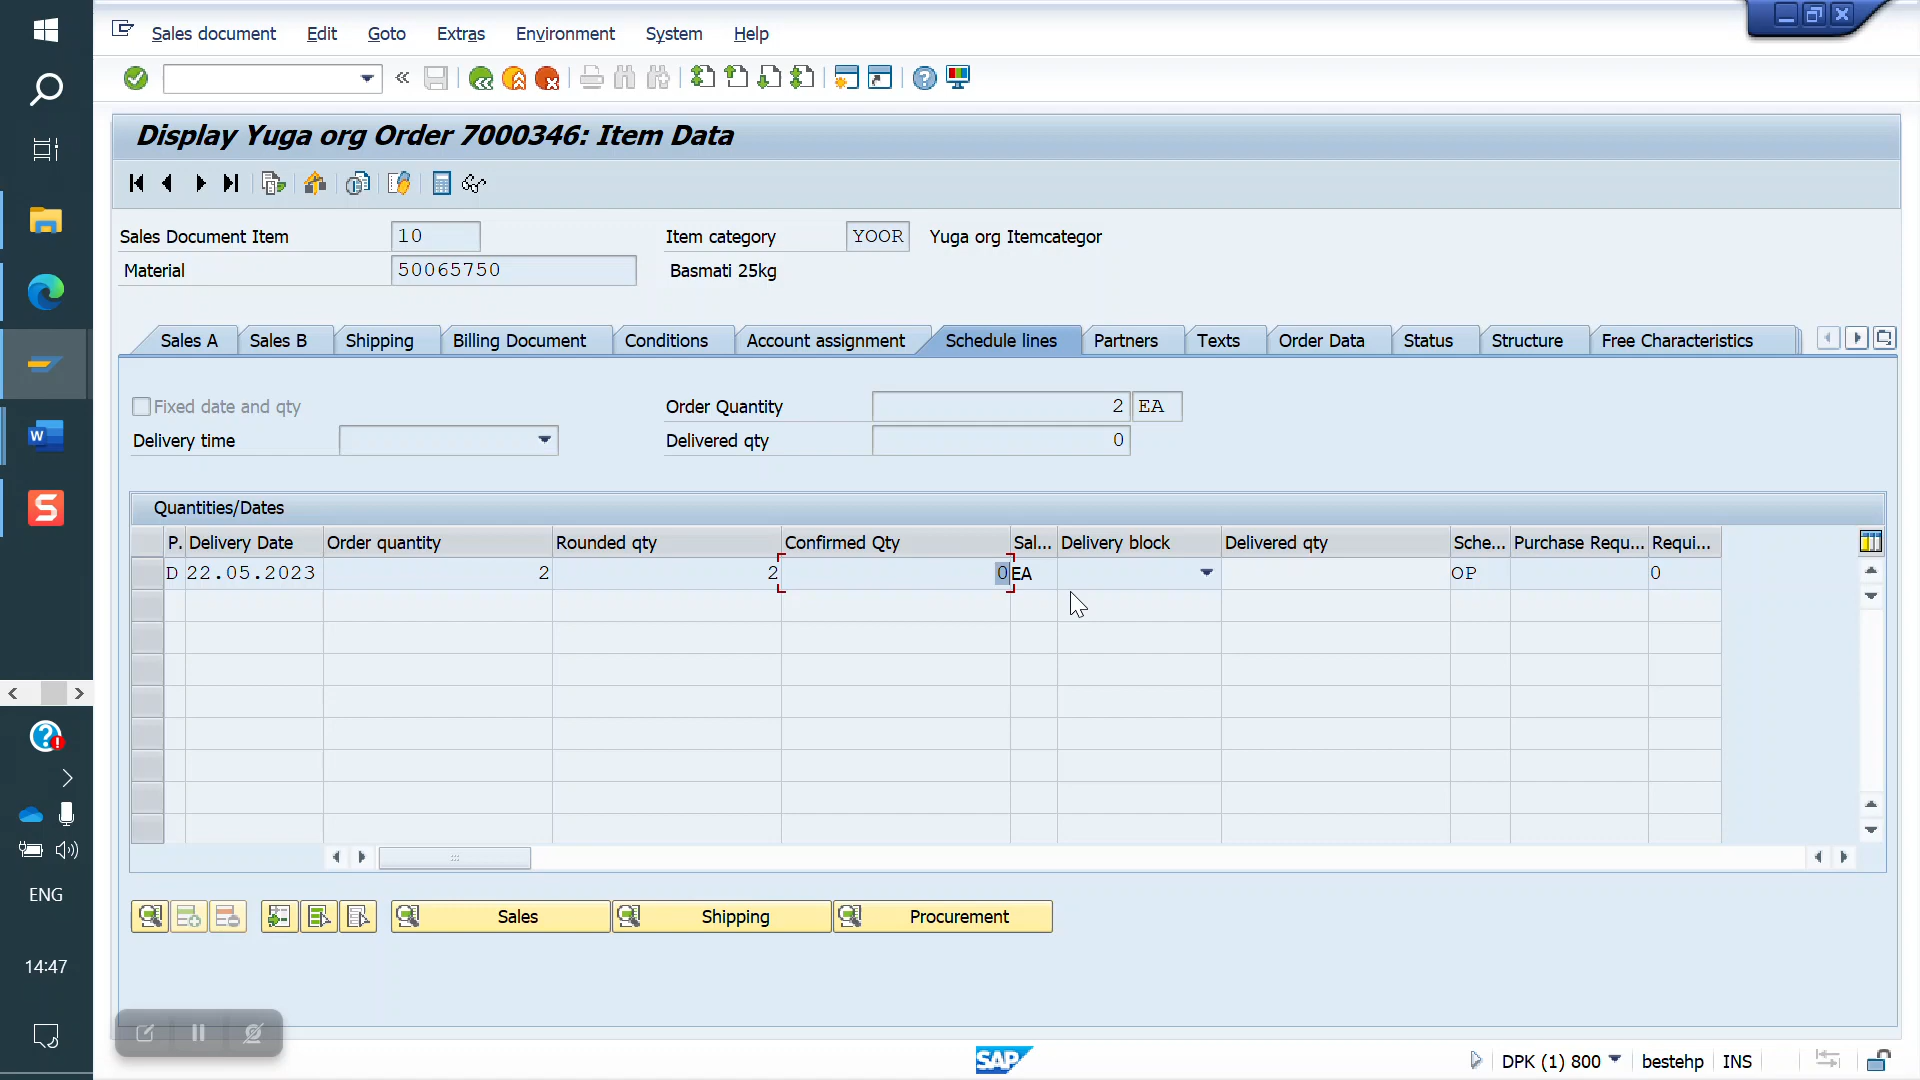 Sales document Edit Goto Extras Environment System Help
Display Yuga org Order 7000346: Item Data
Sales Document Item 10 Item category YOOR Yuga org Itemcategor
Material 50065750 Basmati 25kg
Sales A Sales B Shipping Billing Document Conditions Account assignment Schedule lines Partners Texts Order Data Status Structure Free Characteristics
Fixed date and qty Order Quantity 2 EA
Delivery time Delivered qty 0
Quantities/Dates
P. Delivery Date Order quantity Rounded qty Confirmed Qty Sal... Delivery block Delivered qty Sche... Purchase Requ... Requi...
D 22.05.2023 2 2 0 EA OP 0
Sales Shipping Procurement
ENG
14:47
SAP DPK (1) 800 bestehp INS